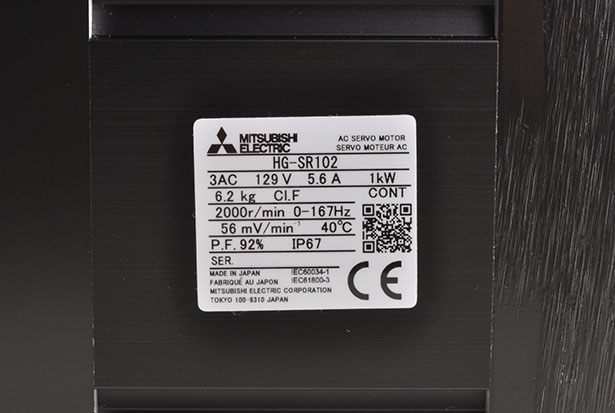 MITSUBISHI ELECTRIC
AC SERVO MOTOR
SERVO MOTEUR AC
HG-SR102
3AC 129 V 5.6 A 1kW
6.2 kg Cl.F CONT
2000r/min 0-167Hz
56 mV/min⁻¹ 40℃
P.F. 92% IP67
SER.
MADE IN JAPAN IEC60034-1
FABRIQUÉ AU JAPON IEC61800-3
MITSUBISHI ELECTRIC CORPORATION
TOKYO 100-8310 JAPAN
CE